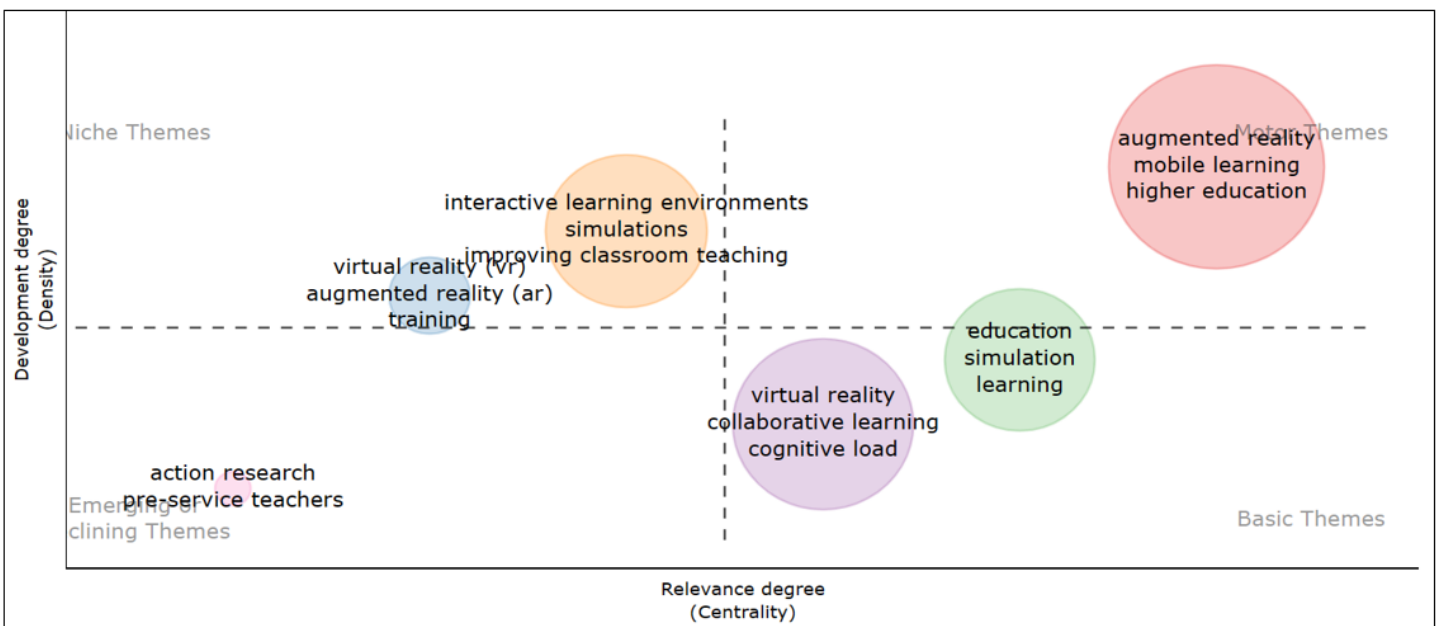 Niche Themes
Motor Themes
augmented reality
mobile learning
higher education
interactive learning environments
simulations
improving classroom teaching
virtual reality (vr)
augmented reality (ar)
training
education
simulation
learning
virtual reality
collaborative learning
cognitive load
action research
pre-service teachers
Emerging or
clining Themes
Basic Themes
Development degree
(Density)
Relevance degree
(Centrality)